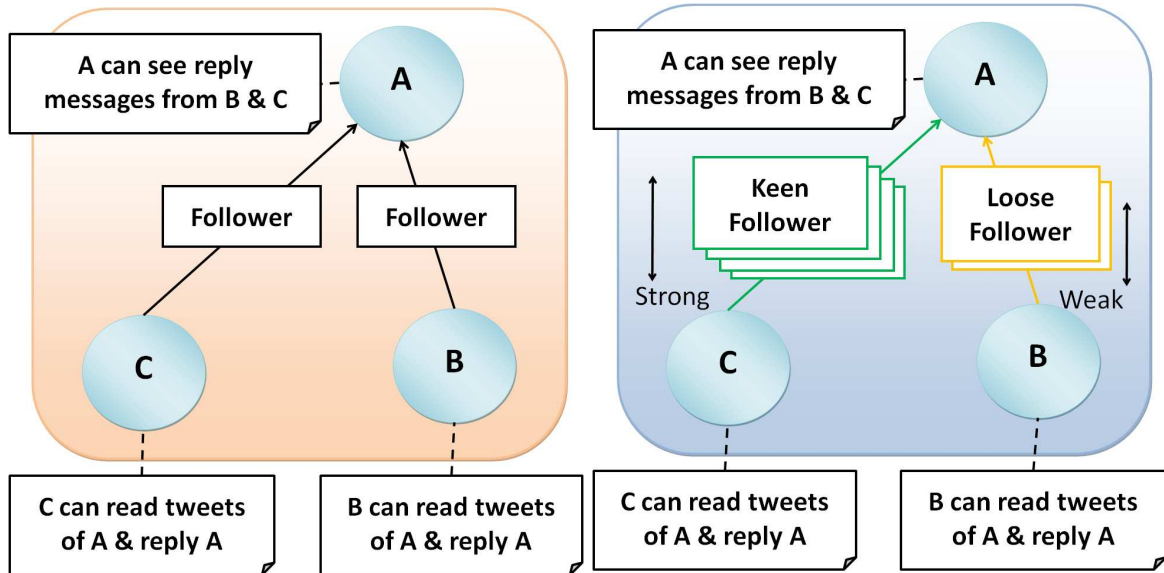 A can see reply
messages from B & C
A
Follower
Follower
C
B
C can read tweets
of A & reply A
B can read tweets
of A & reply A
A can see reply
messages from B & C
A
Keen
Follower
Loose
Follower
Strong
Weak
C
B
C can read tweets
of A & reply A
B can read tweets
of A & reply A